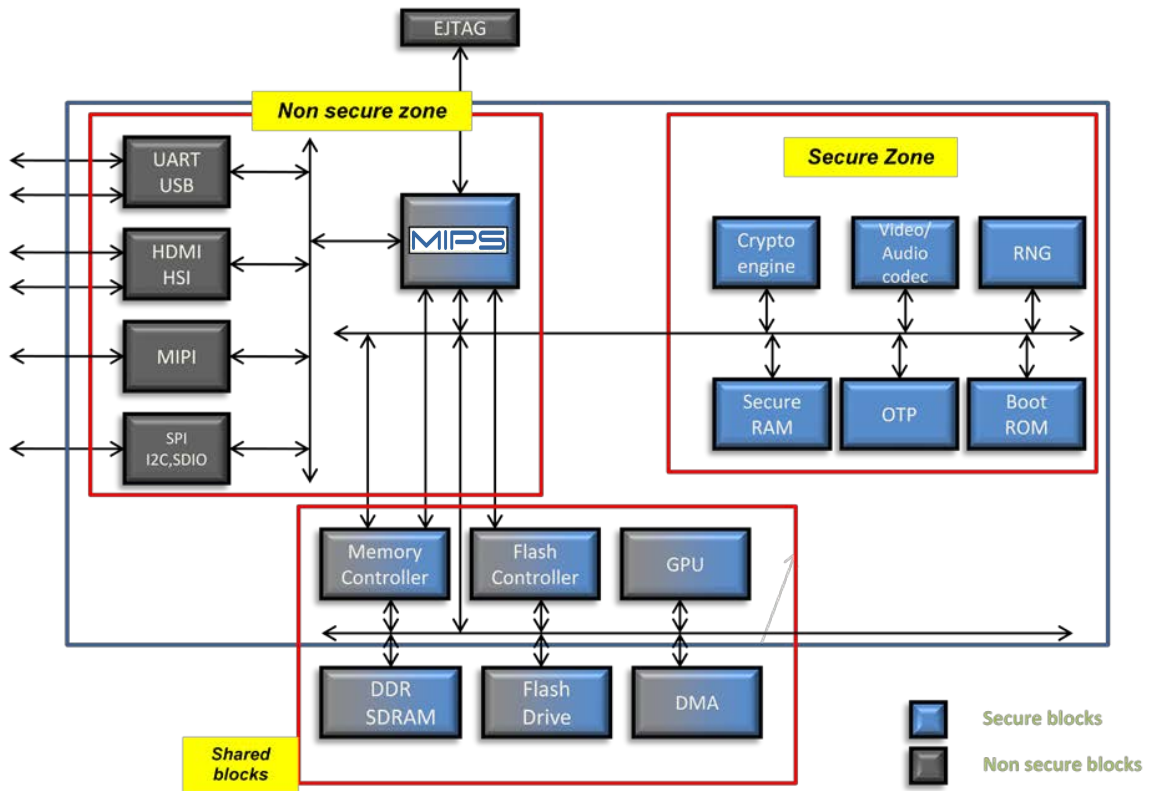 EJTAG
Non secure zone
UART
USB
HDMI
HSI
MIPI
SPI
I2C,SDIO
MIPS
Secure Zone
Crypto
engine
Video/
Audio
codec
RNG
Secure
RAM
OTP
Boot
ROM
Memory
Controller
Flash
Controller
GPU
DDR
SDRAM
Flash
Drive
DMA
Shared
blocks
Secure blocks
Non secure blocks